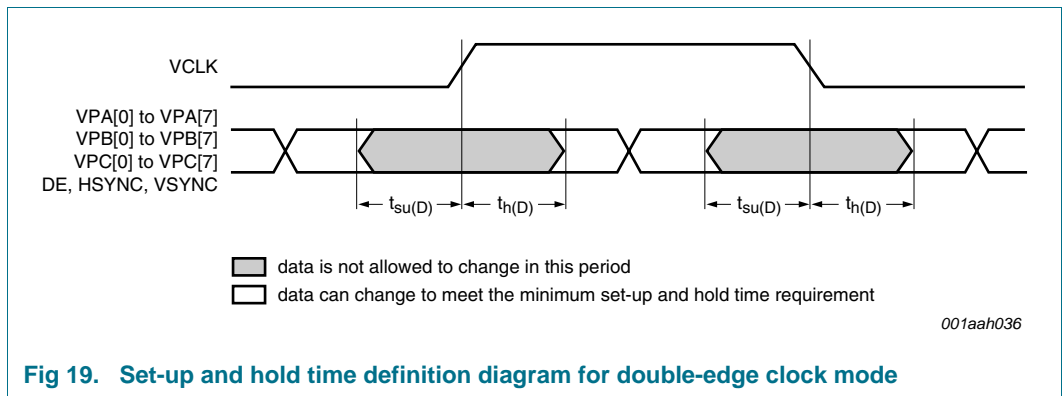 VCLK
VPA[0] to VPA[7]
VPB[0] to VPB[7]
VPC[0] to VPC[7]
DE, HSYNC, VSYNC
tsu(D) th(D) tsu(D) th(D)
data is not allowed to change in this period
data can change to meet the minimum set-up and hold time requirement
001aah036
Fig 19. Set-up and hold time definition diagram for double-edge clock mode